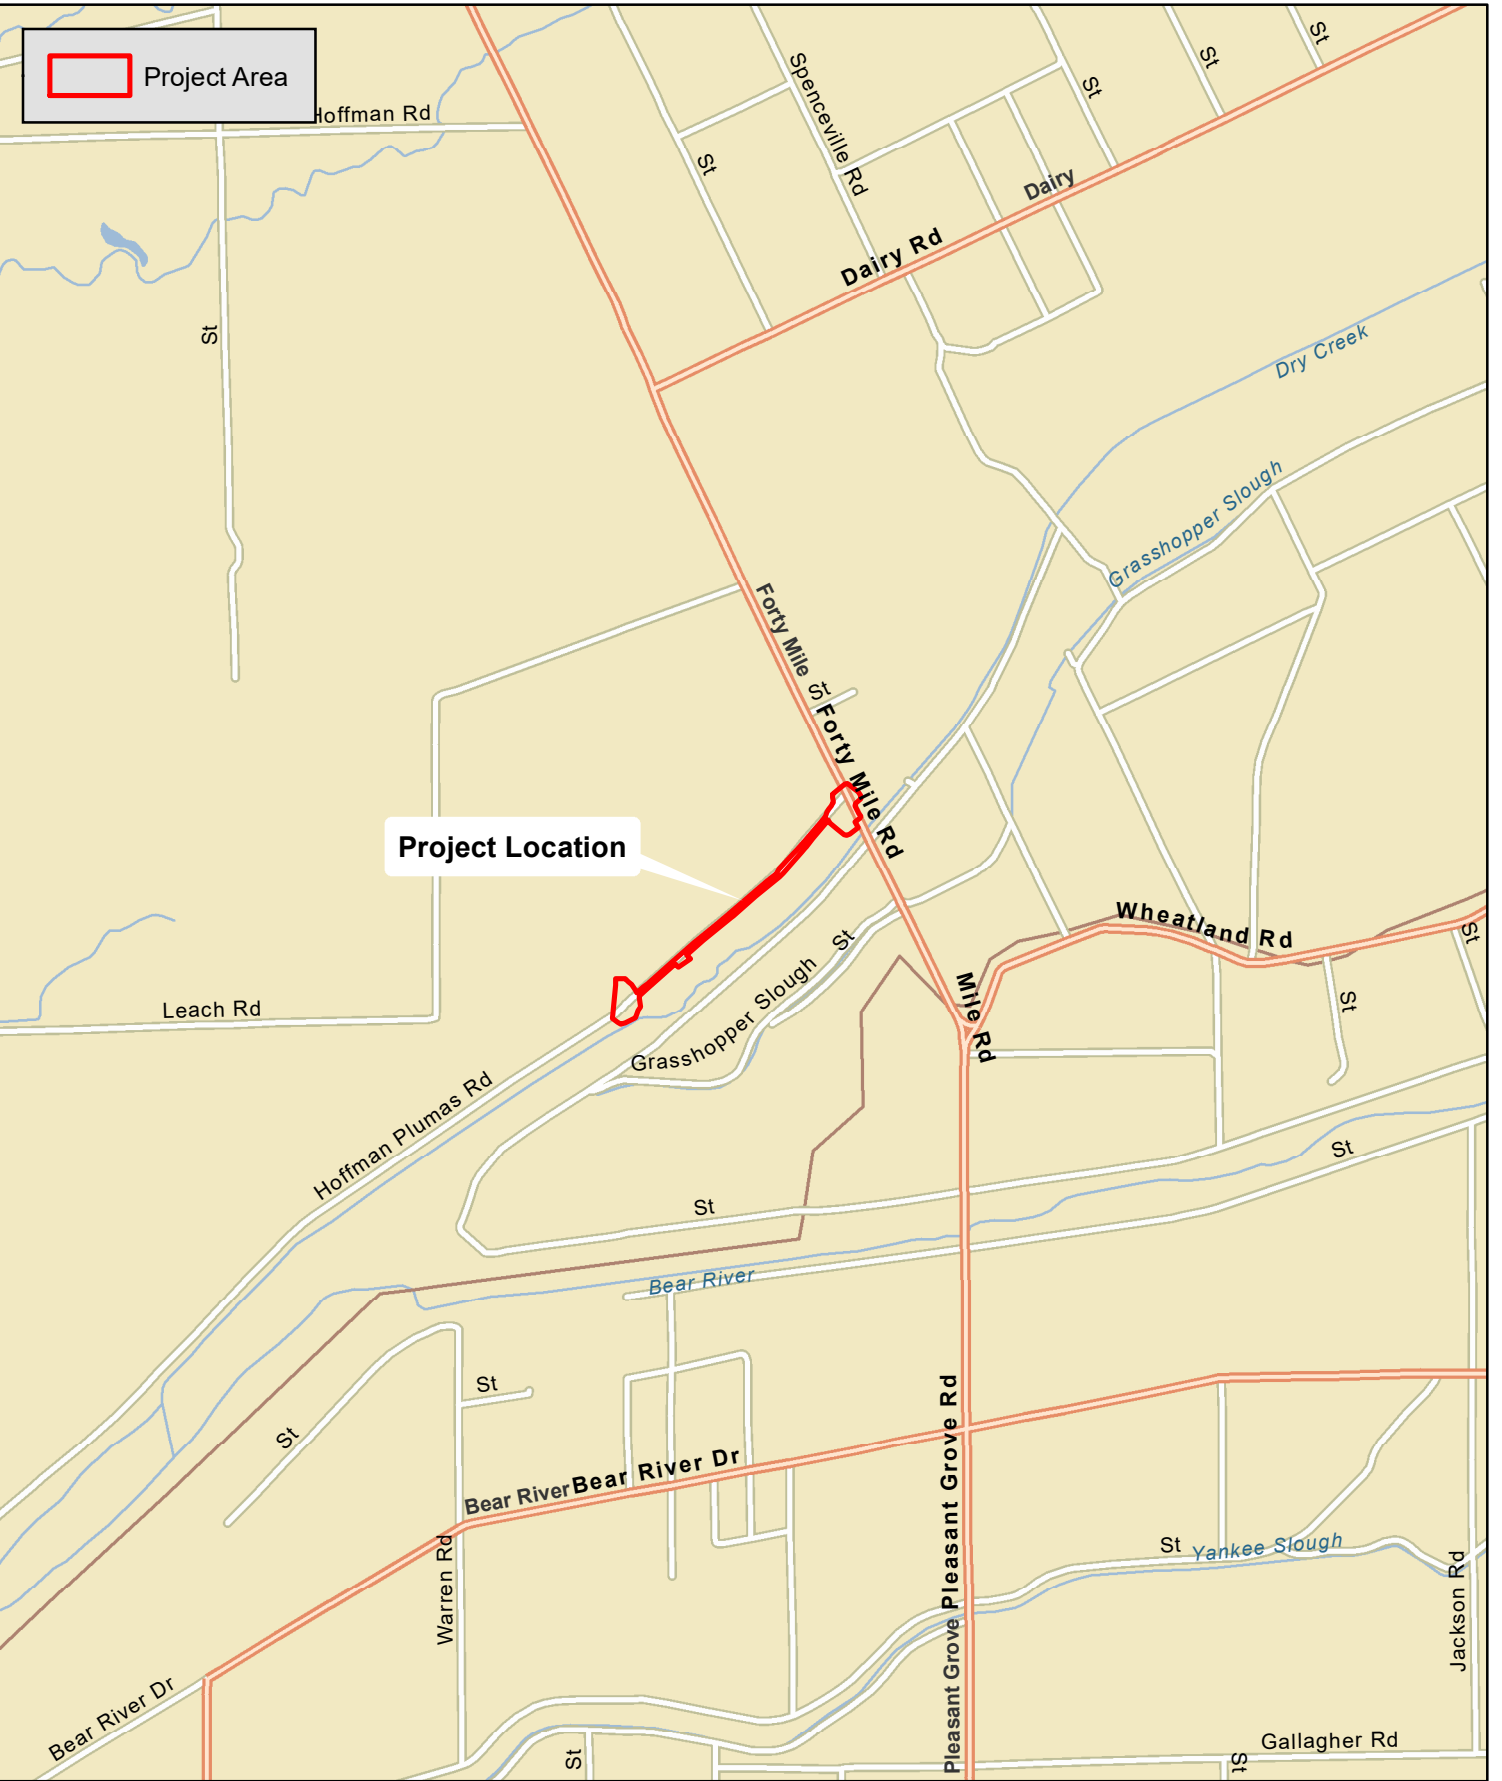 Project Area
Hoffman Rd
St
Spenceville Rd
St
St
St
St
Dairy
Dairy Rd
Dry Creek
Grasshopper Slough
Forty Mile
St
Forty Mile Rd
Project Location
Wheatland Rd
St
St
St
Mile Rd
Leach Rd
Grasshopper Slough
Hoffman Plumas Rd
St
St
Bear River
St
St
Bear River
Bear River Dr
Pleasant Grove Rd
Pleasant Grove
Warren Rd
St
Yankee Slough
Jackson Rd
Bear River Dr
St
Gallagher Rd
St